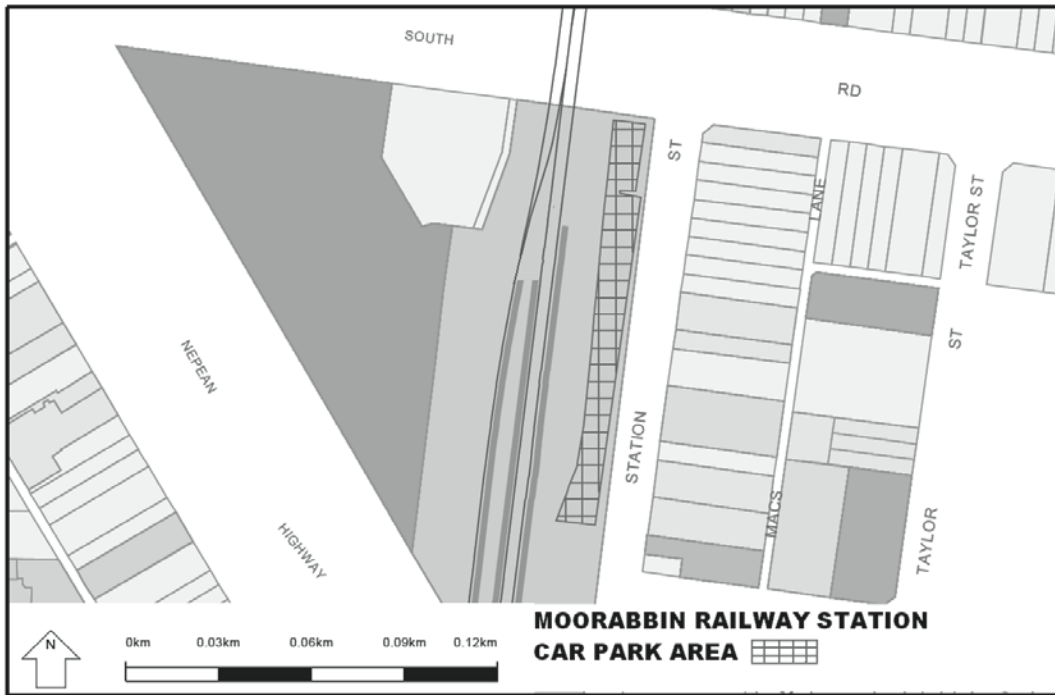 SOUTH
RD
ST
LANE
TAYLOR ST
NEPEAN
ST
STATION
MACS
HIGHWAY
TAYLOR
N
0km 0.03km 0.06km 0.09km 0.12km
MOORABBIN RAILWAY STATION
CAR PARK AREA